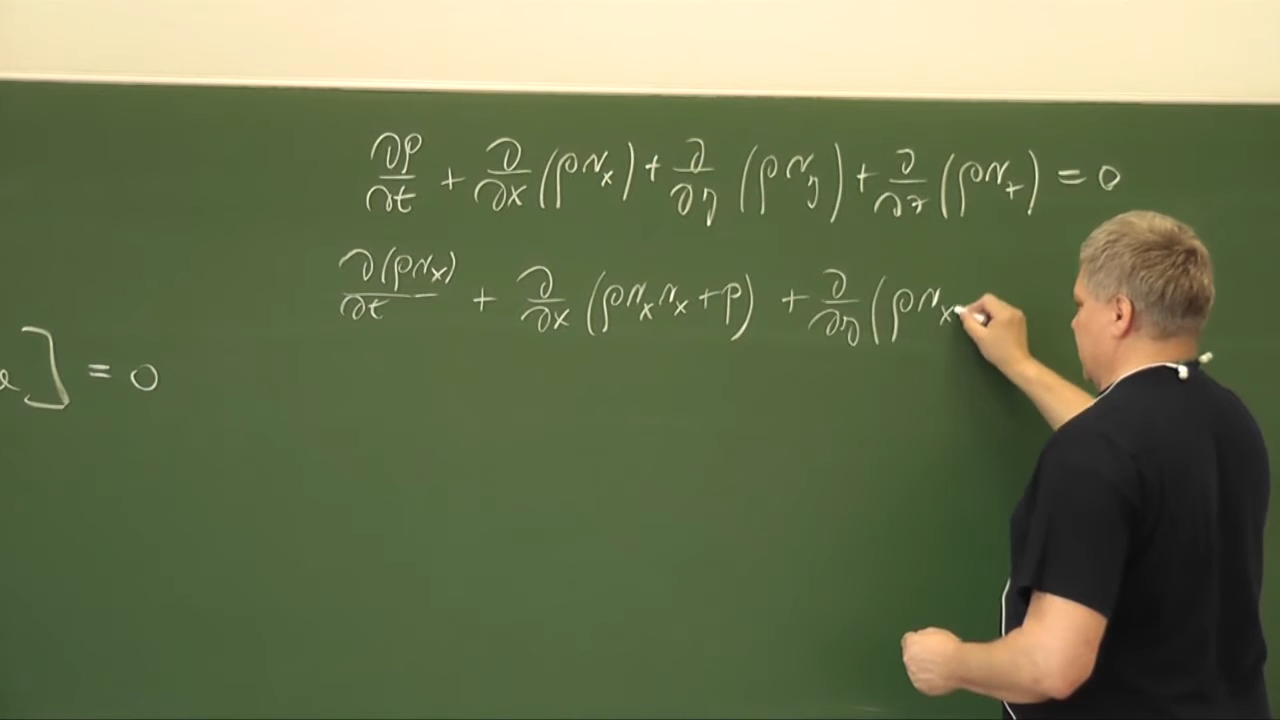 ∂ρ/∂t + ∂/∂x (ρv_x) + ∂/∂y (ρv_y) + ∂/∂z (ρv_z) = 0
∂(ρv_x)/∂t + ∂/∂x (ρv_x v_x + p) + ∂/∂y (ρv_x
] = 0